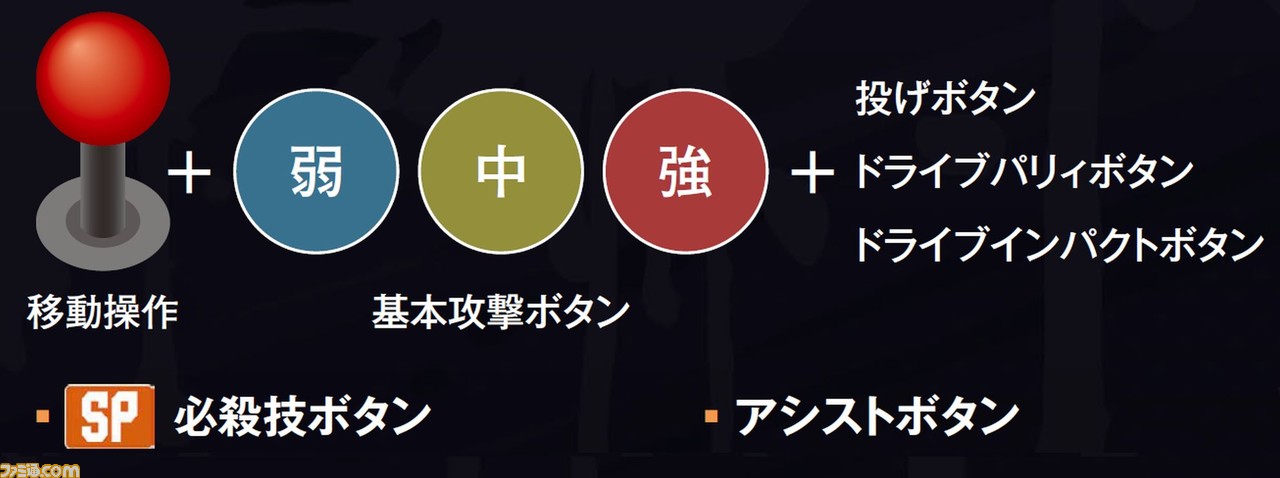 投げボタン
+ 弱 中 強 + ドライブパリィボタン
ドライブインパクトボタン
移動操作 基本攻撃ボタン
SP 必殺技ボタン アシストボタン
ファミ通.com